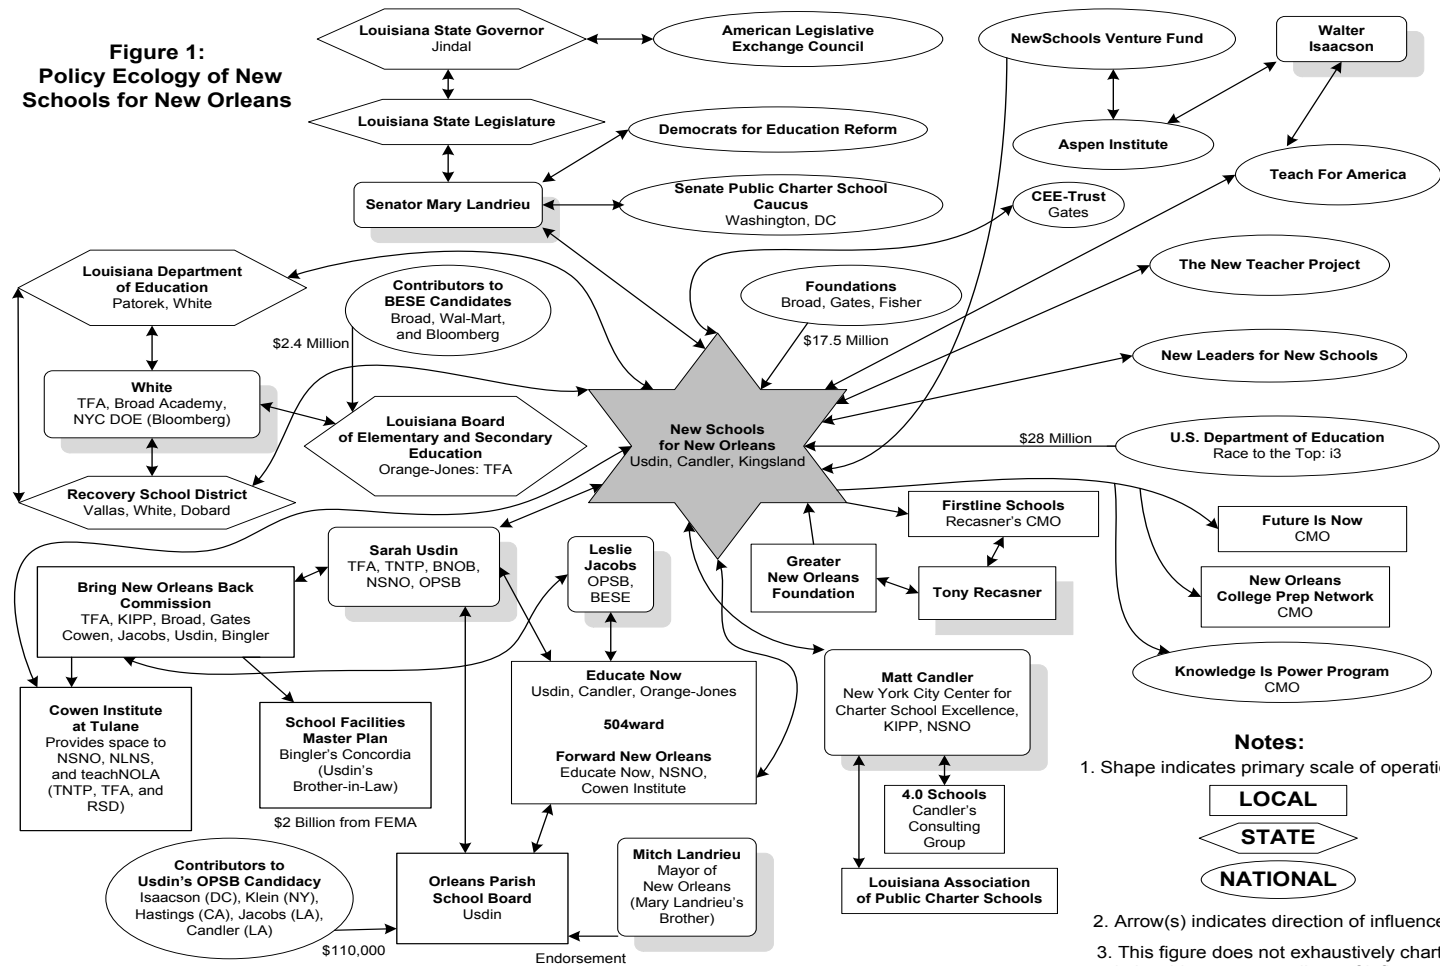 Figure 1:
Policy Ecology of New
Schools for New Orleans
Louisiana State Governor
Jindal
American Legislative
Exchange Council
NewSchools Venture Fund
Walter
Isaacson
Louisiana State Legislature
Democrats for Education Reform
Aspen Institute
Teach For America
Senator Mary Landrieu
Senate Public Charter School
Caucus
Washington, DC
CEE-Trust
Gates
Louisiana Department
of Education
Patorek, White
Contributors to
BESE Candidates
Broad, Wal-Mart,
and Bloomberg
Foundations
Broad, Gates, Fisher
The New Teacher Project
$2.4 Million
$17.5 Million
New Leaders for New Schools
White
TFA, Broad Academy,
NYC DOE (Bloomberg)
Louisiana Board
of Elementary and Secondary
Education
Orange-Jones: TFA
New Schools
for New Orleans
Usdin, Candler, Kingsland
$28 Million
U.S. Department of Education
Race to the Top: i3
Recovery School District
Vallas, White, Dobard
Firstline Schools
Recasner's CMO
Future Is Now
CMO
Sarah Usdin
TFA, TNTP, BNOB,
NSNO, OPSB
Leslie
Jacobs
OPSB,
BESE
Greater
New Orleans
Foundation
Tony Recasner
New Orleans
College Prep Network
CMO
Bring New Orleans Back
Commission
TFA, KIPP, Broad, Gates
Cowen, Jacobs, Usdin, Bingler
Knowledge Is Power Program
CMO
Educate Now
Usdin, Candler, Orange-Jones
504ward
Forward New Orleans
Educate Now, NSNO,
Cowen Institute
Matt Candler
New York City Center for
Charter School Excellence,
KIPP, NSNO
Cowen Institute
at Tulane
Provides space to
NSNO, NLNS,
and teachNOLA
(TNTP, TFA, and
RSD)
School Facilities
Master Plan
Bingler's Concordia
(Usdin's
Brother-in-Law)
$2 Billion from FEMA
4.0 Schools
Candler's
Consulting
Group
Louisiana Association
of Public Charter Schools
Contributors to
Usdin's OPSB Candidacy
Isaacson (DC), Klein (NY),
Hastings (CA), Jacobs (LA),
Candler (LA)
$110,000
Orleans Parish
School Board
Usdin
Mitch Landrieu
Mayor of
New Orleans
(Mary Landrieu's
Brother)
Endorsement
Notes:
1. Shape indicates primary scale of operati
LOCAL
STATE
NATIONAL
2. Arrow(s) indicates direction of influence
3. This figure does not exhaustively chart